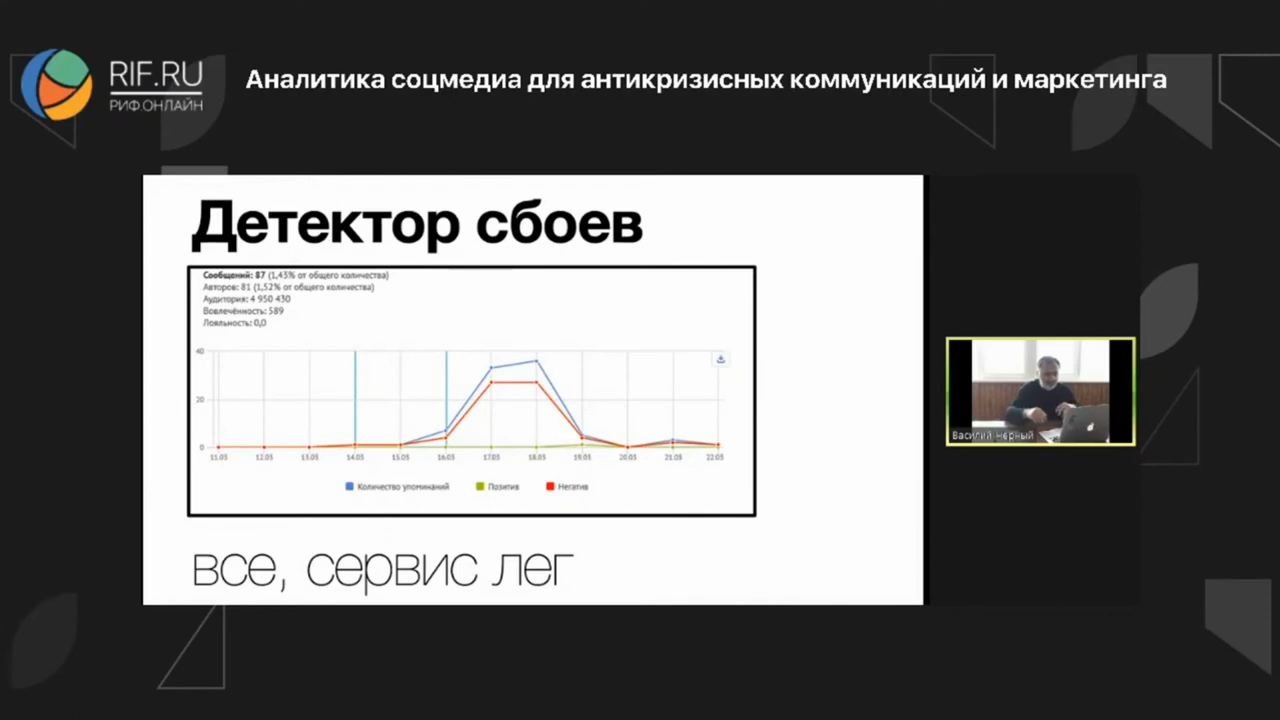 RIF.RU
РИФ.ОНЛАЙН
Аналитика соцмедиа для антикризисных коммуникаций и маркетинга
Детектор сбоев
Сообщений: 87 (1,43% от общего количества)
Авторов: 81 (1,52% от общего количества)
Аудитория: 4 950 430
Вовлечённость: 589
Лояльность: 0,0
40
20
0
11.03 12.03 13.03 14.03 15.03 16.03 17.03 18.03 19.03 20.03 21.03 22.03
Количество упоминаний Позитив Негатив
все, сервис лег
Василий Черный